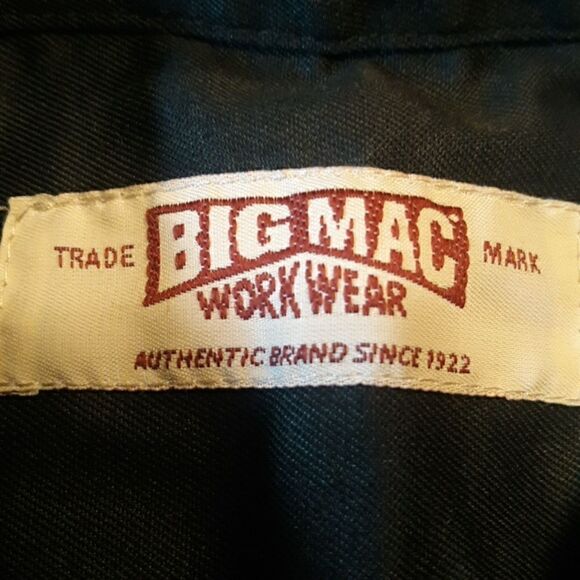 TRADE BIG MAC MARK
WORK WEAR
AUTHENTIC BRAND SINCE 1922